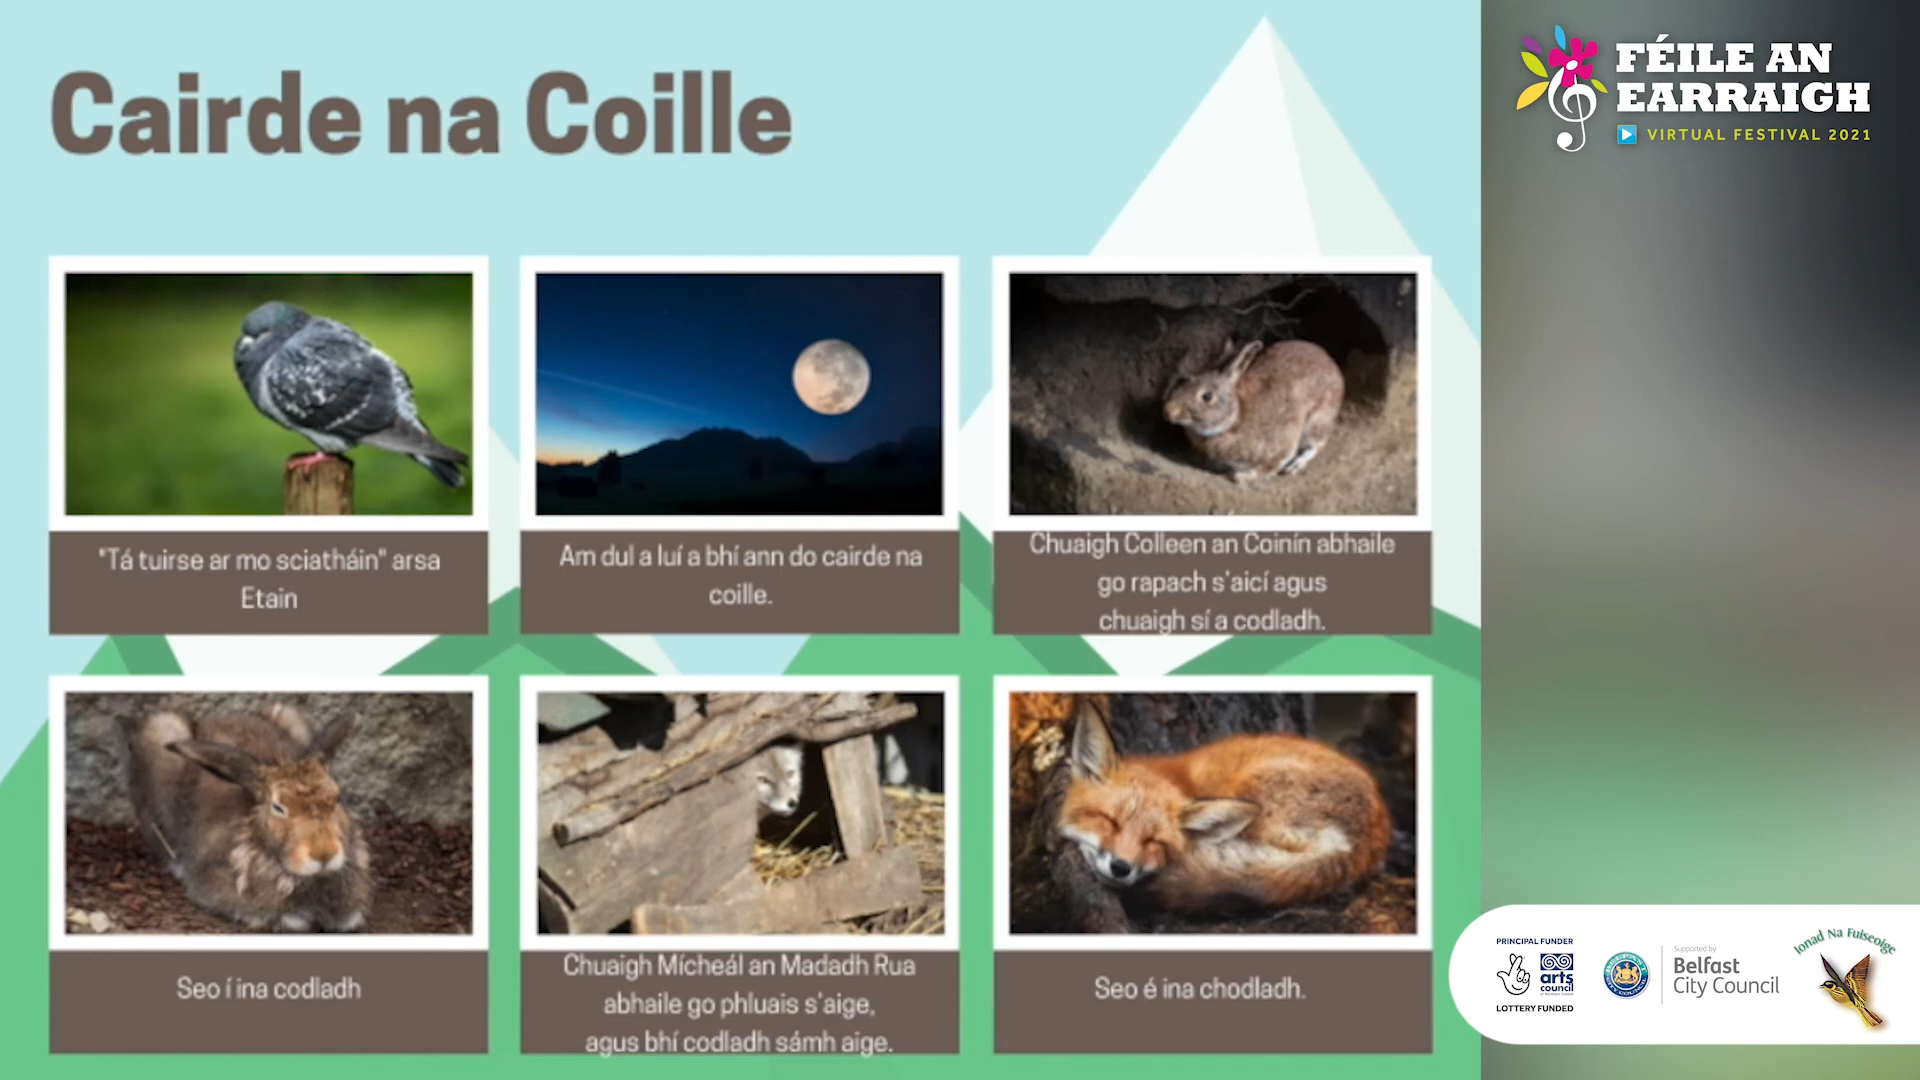 Cairde na Coille
"Tá tuirse ar mo sciatháin" arsa
Etain
Am dul a luí a bhí ann do cairde na
coille.
Chuaigh Colleen an Coinín abhaile
go rapach s'aicí agus
chuaigh sí a codladh.
Seo í ina codladh
Chuaigh Mícheál an Madadh Rua
abhaile go phluais s'aige,
agus bhí codladh sámh aige.
Seo é ina chodladh.
FÉILE AN
EARRAIGH
VIRTUAL FESTIVAL 2021
PRINCIPAL FUNDER
arts
council
LOTTERY FUNDED
Supported by
Belfast
City Council
Ionad Na Fuiseoige